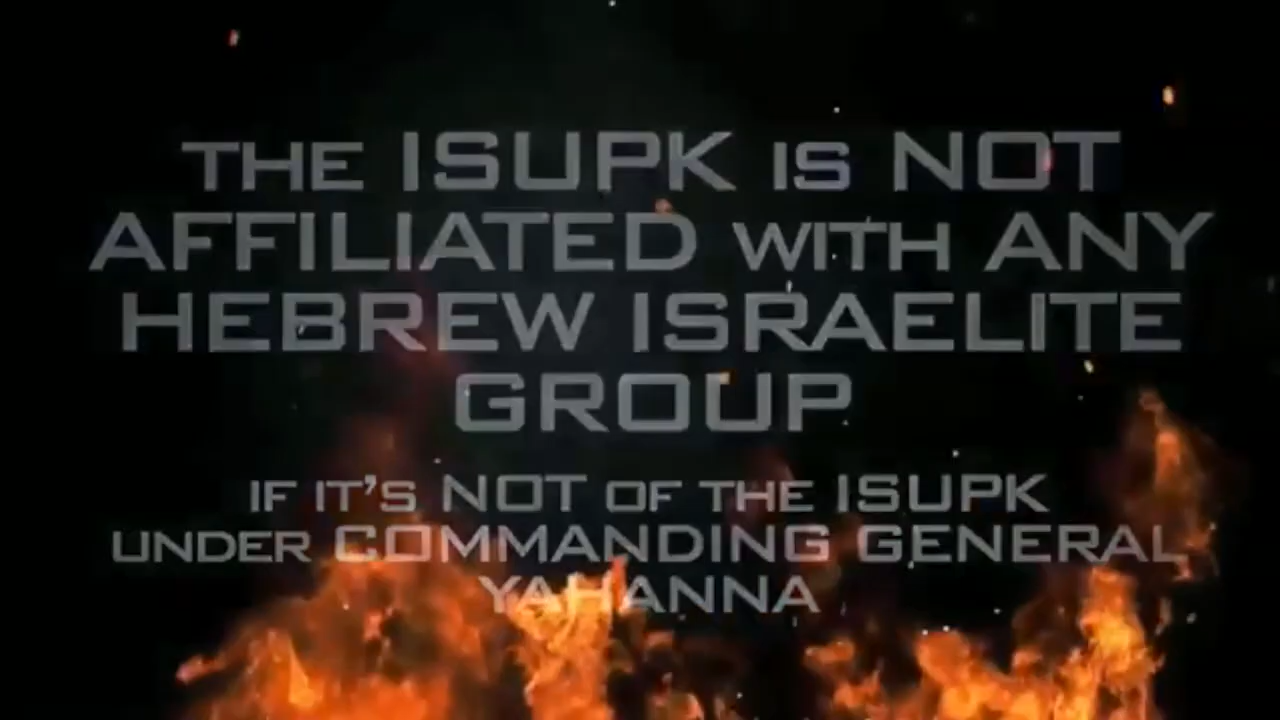 THE ISUPK IS NOT
AFFILIATED WITH ANY
HEBREW ISRAELITE
GROUP
IF IT'S NOT OF THE ISUPK
UNDER COMMANDING GENERAL
YAHANNA